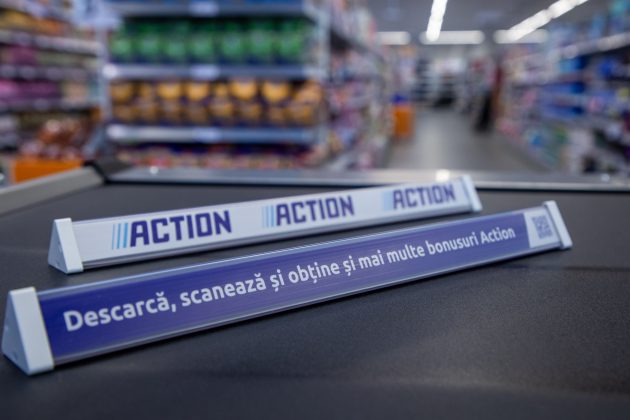 ACTION ACTION ACTION
Descarcă, scanează și obține și mai multe bonusuri Action